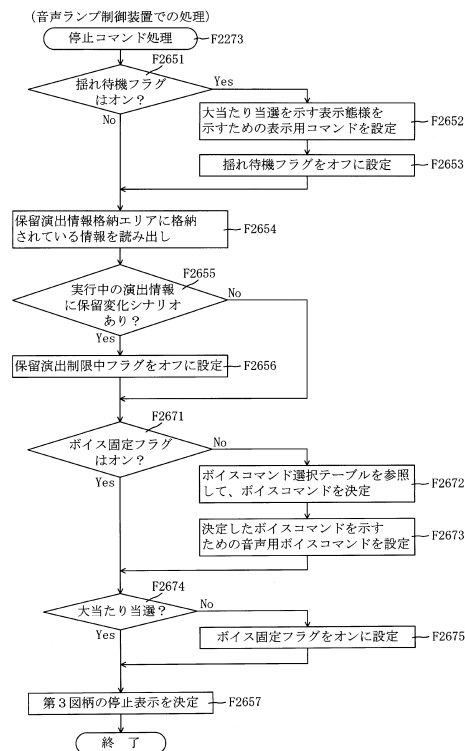 (音声ランプ制御装置での処理)
停止コマンド処理
F2273
F2651
揺れ待機フラグ
はオン？
Yes
No
大当たり当選を示す表示態様を
示すための表示用コマンドを設定
F2652
揺れ待機フラグをオフに設定
F2653
保留演出情報格納エリアに格納
されている情報を読み出し
F2654
F2655
実行中の演出情報
に保留変化シナリオ
あり？
No
Yes
保留演出制限中フラグをオフに設定
F2656
F2671
ボイス固定フラグ
はオン？
No
Yes
ボイスコマンド選択テーブルを参照
して、ボイスコマンドを決定
F2672
決定したボイスコマンドを示す
ための音声用ボイスコマンドを設定
F2673
F2674
大当たり当選？
No
Yes
ボイス固定フラグをオンに設定
F2675
第３図柄の停止表示を決定
F2657
終 了